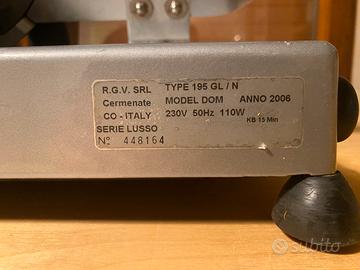 R.G.V. SRL TYPE 195 GL / N
Cermenate MODEL DOM ANNO 2006
CO - ITALY 230V 50Hz 110W KB 15 Min
SERIE LUSSO
N° 448164
subito